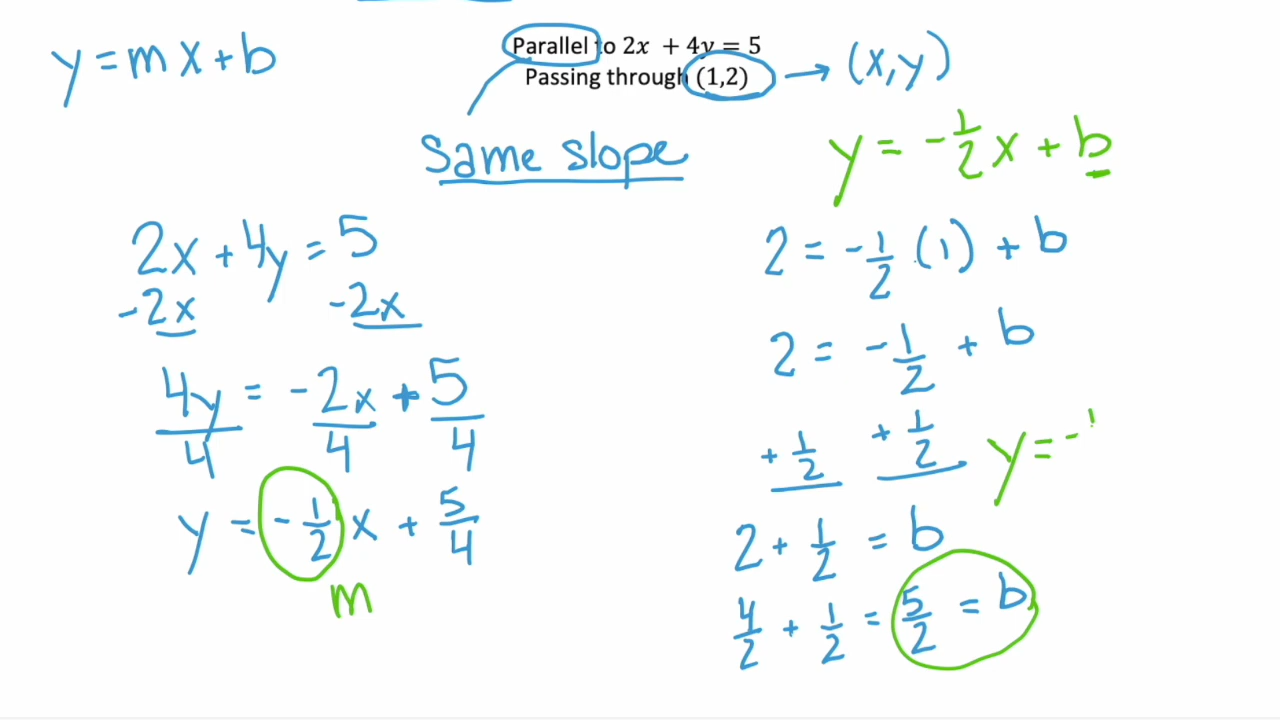 y = mx + b
Parallel to 2x + 4y = 5
Passing through (1,2) → (x, y)
Same slope
2x + 4y = 5
-2x -2x
4y/4 = -2x/4 + 5/4
y = -1/2 x + 5/4
m
y = -1/2 x + b
2 = -1/2 (1) + b
2 = -1/2 + b
+ 1/2 + 1/2
2 + 1/2 = b
4/2 + 1/2 = 5/2 = b
y = -